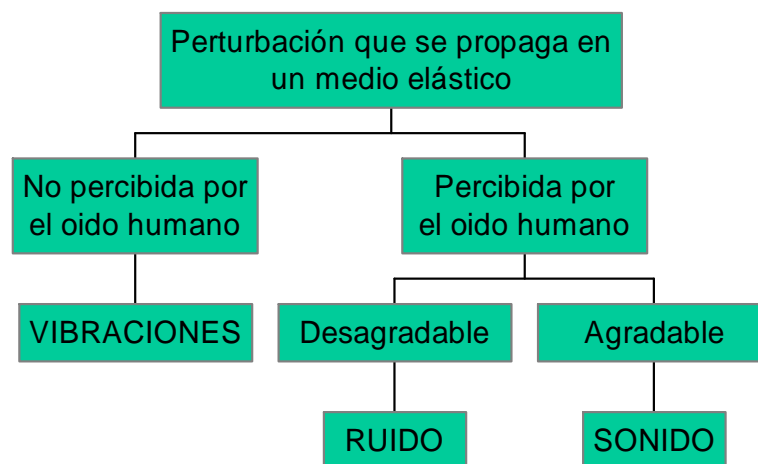 Perturbación que se propaga en
un medio elástico
No percibida por
el oido humano
Percibida por
el oido humano
VIBRACIONES
Desagradable
Agradable
RUIDO
SONIDO